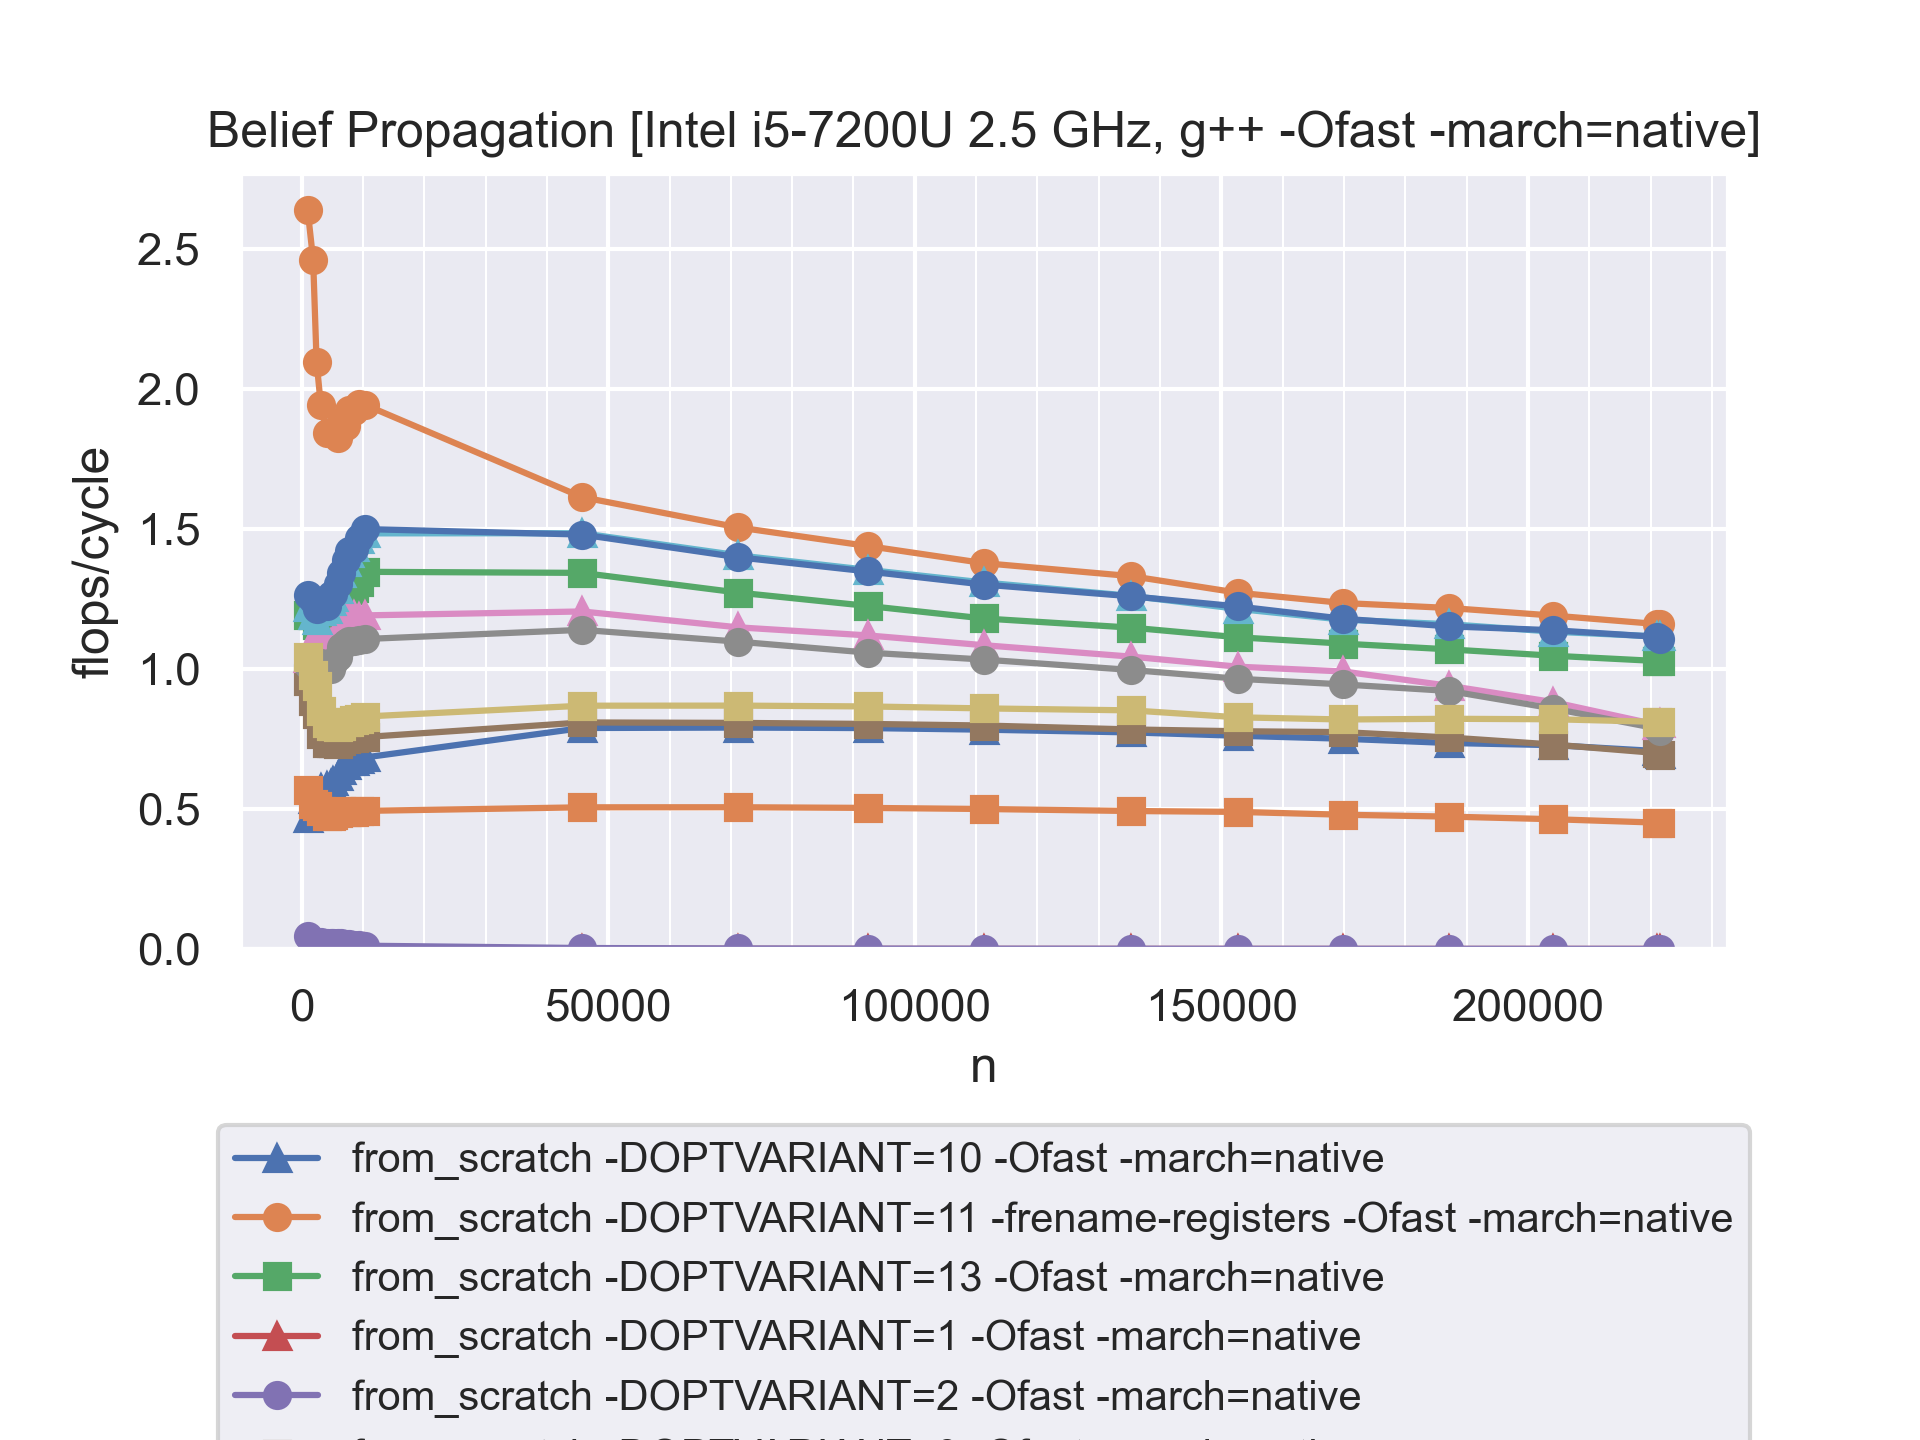 Belief Propagation [Intel i5-7200U 2.5 GHz, g++ -Ofast -march=native]
flops/cycle
2.5
2.0
1.5
1.0
0.5
0.0
0 50000 100000 150000 200000
n
from_scratch -DOPTVARIANT=10 -Ofast -march=native
from_scratch -DOPTVARIANT=11 -frename-registers -Ofast -march=native
from_scratch -DOPTVARIANT=13 -Ofast -march=native
from_scratch -DOPTVARIANT=1 -Ofast -march=native
from_scratch -DOPTVARIANT=2 -Ofast -march=native